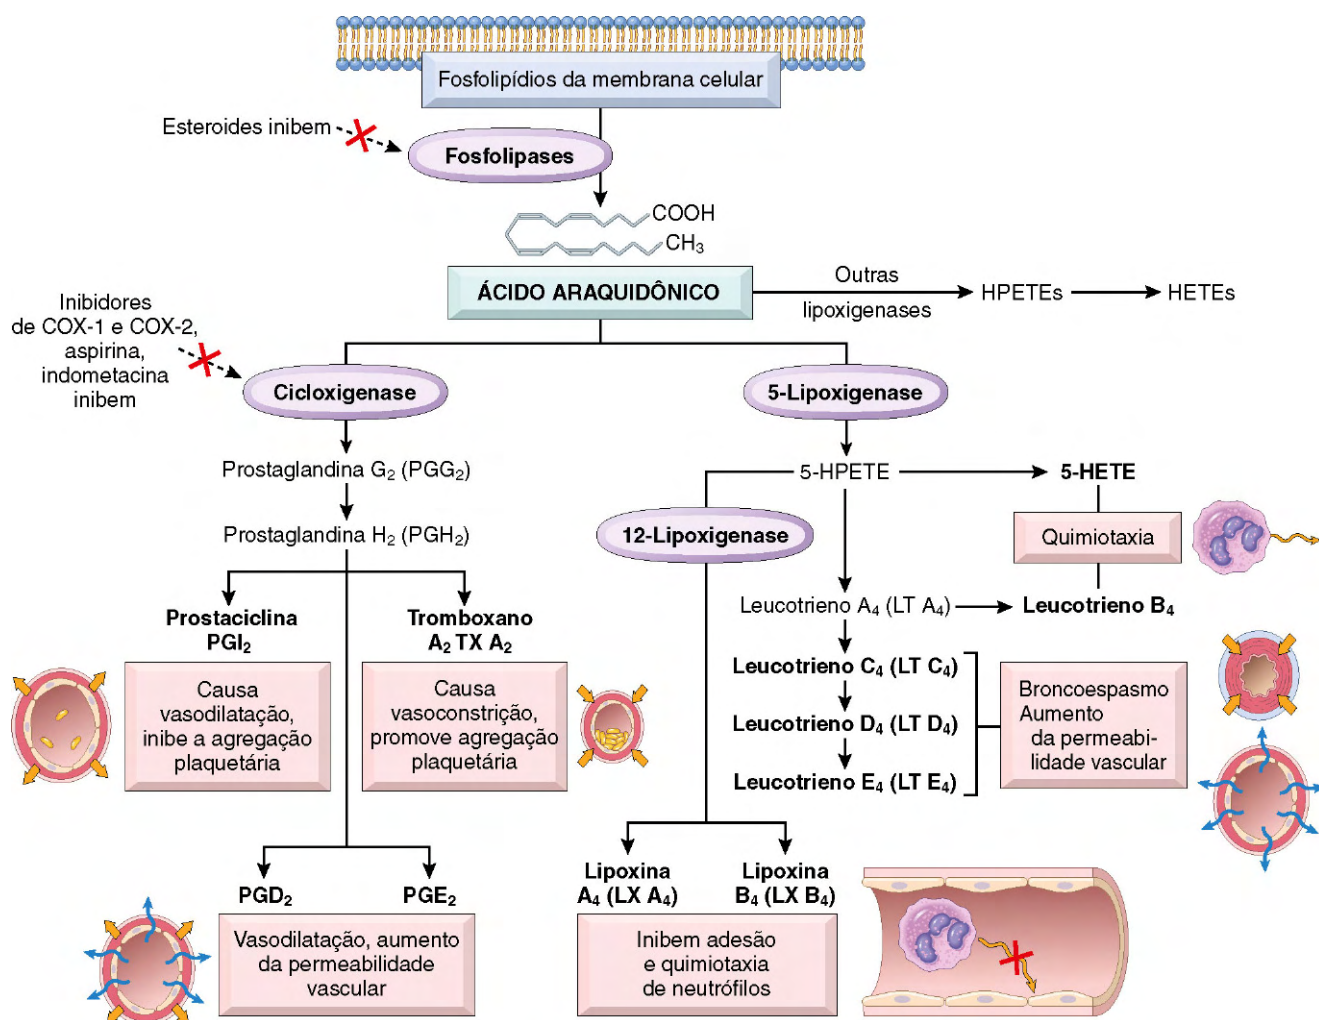 Fosfolipídios da membrana celular
Esteroides inibem
Fosfolipases
COOH
CH₃
ÁCIDO ARAQUIDÔNICO
Outras
lipoxigenases
HPETEs
HETEs
Inibidores
de COX-1 e COX-2,
aspirina,
indometacina
inibem
Cicloxigenase
5-Lipoxigenase
Prostaglandina G₂ (PGG₂)
5-HPETE
5-HETE
Prostaglandina H₂ (PGH₂)
12-Lipoxigenase
Quimiotaxia
Prostaciclina
PGI₂
Tromboxano
A₂ TX A₂
Leucotrieno A₄ (LT A₄)
Leucotrieno B₄
Causa
vasodilatação,
inibe a agregação
plaquetária
Causa
vasoconstrição,
promove agregação
plaquetária
Leucotrieno C₄ (LT C₄)
Leucotrieno D₄ (LT D₄)
Leucotrieno E₄ (LT E₄)
Broncoespasmo
Aumento
da permeabi-
lidade vascular
PGD₂
PGE₂
Lipoxina
A₄ (LX A₄)
Lipoxina
B₄ (LX B₄)
Vasodilatação, aumento
da permeabilidade
vascular
Inibem adesão
e quimiotaxia
de neutrófilos